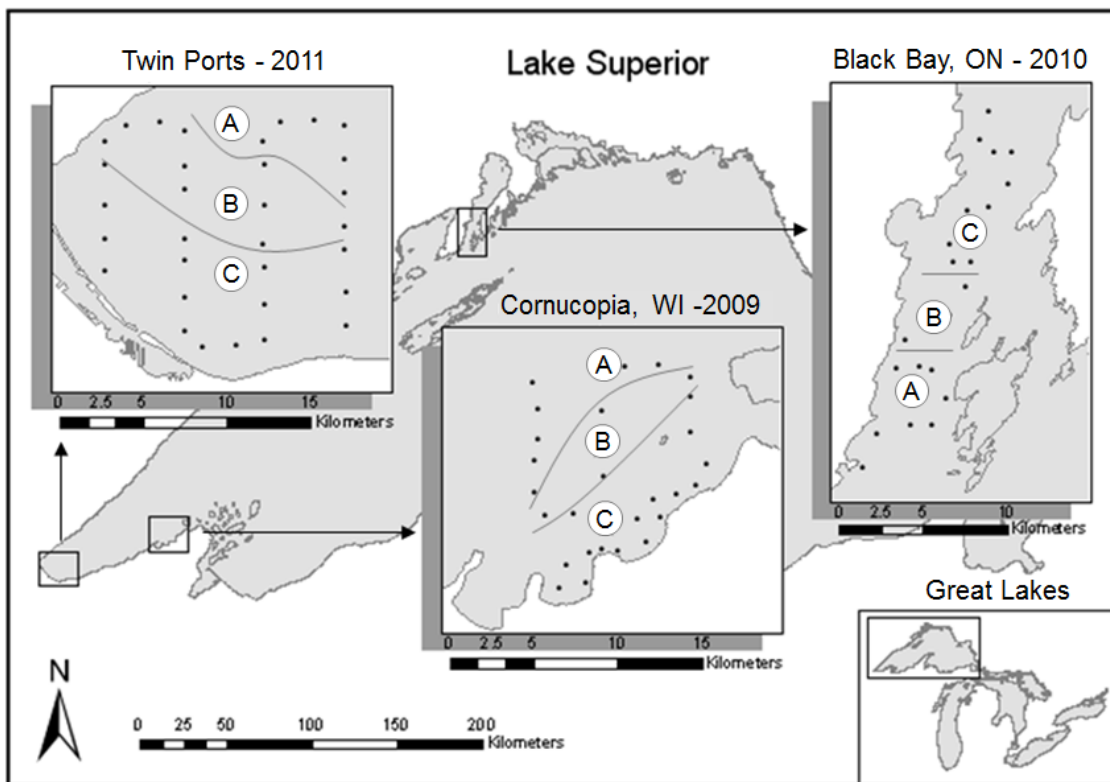 Twin Ports - 2011
Lake Superior
Black Bay, ON - 2010
A
B
C
0 2.5 5 10 15
Kilometers
C
B
A
0 2.5 5 10
Kilometers
Cornucopia, WI -2009
A
B
C
0 2.5 5 10 15
Kilometers
Great Lakes
N
0 25 50 100 150 200
Kilometers